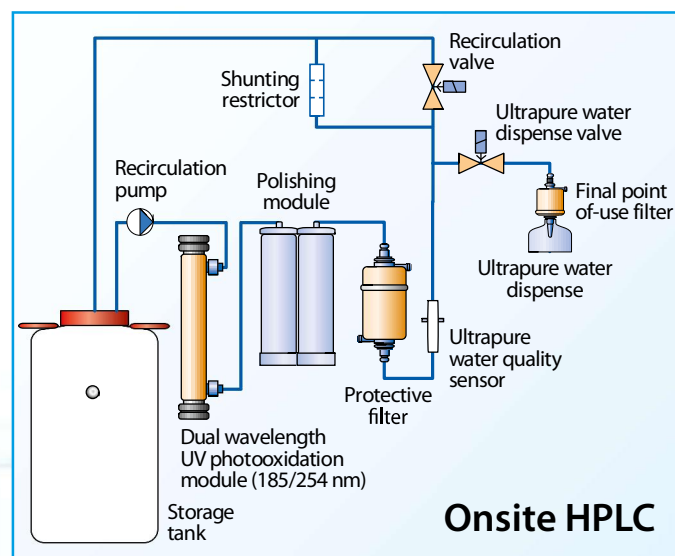 Recirculation
valve
Shunting
restrictor
Ultrapure water
dispense valve
Recirculation
pump
Polishing
module
Final point
of-use filter
Ultrapure water
dispense
Ultrapure
water quality
sensor
Protective
filter
Dual wavelength
UV photooxidation
module (185/254 nm)
Storage
tank
Onsite HPLC